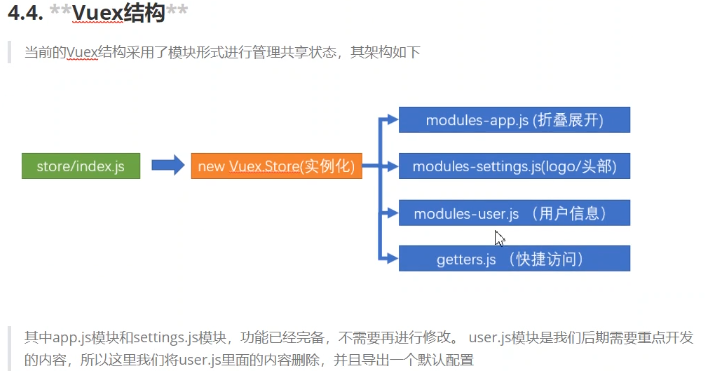 4.4. **Vuex结构**
当前的Vuex结构采用了模块形式进行管理共享状态，其架构如下
modules-app.js (折叠展开)
store/index.js
new Vuex.Store(实例化)
modules-settings.js(logo/头部)
modules-user.js （用户信息）
getters.js （快捷访问）
其中app.js模块和settings.js模块，功能已经完备，不需要再进行修改。 user.js模块是我们后期需要重点开发
的内容，所以这里我们将user.js里面的内容删除，并且导出一个默认配置